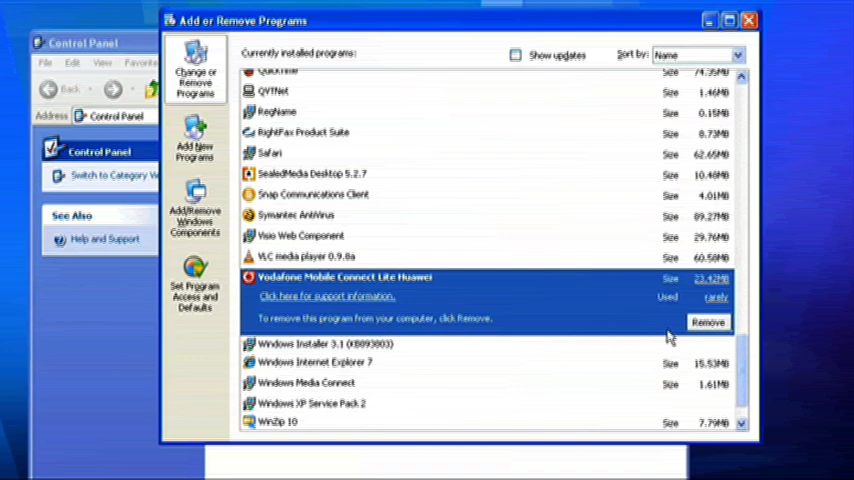 Add or Remove Programs
Control Panel
File Edit View Favorite
Back
Address Control Panel
Control Panel
Switch to Category Vi
See Also
Help and Support
Change or
Remove
Programs
Add New
Programs
Add/Remove
Windows
Components
Set Program
Access and
Defaults
Currently installed programs:
Show updates
Sort by: Name
QuickTime Size 74.35MB
QVTNet Size 1.46MB
RegName Size 0.15MB
RightFax Product Suite Size 8.73MB
Safari Size 62.65MB
SealedMedia Desktop 5.2.7 Size 10.48MB
Snap Communications Client Size 4.01MB
Symantec AntiVirus Size 89.27MB
Visio Web Component Size 29.76MB
VLC media player 0.9.8a Size 60.58MB
Vodafone Mobile Connect Lite Huawei Size 23.42MB
Click here for support information. Used rarely
To remove this program from your computer, click Remove. Remove
Windows Installer 3.1 (KB893803)
Windows Internet Explorer 7 Size 15.53MB
Windows Media Connect Size 1.61MB
Windows XP Service Pack 2
WinZip 10 Size 7.79MB